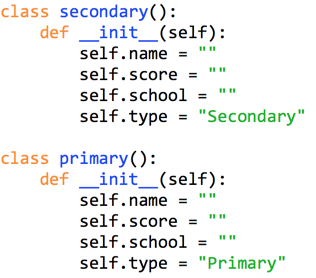 class secondary():
    def __init__(self):
        self.name = ""
        self.score = ""
        self.school = ""
        self.type = "Secondary"

class primary():
    def __init__(self):
        self.name = ""
        self.score = ""
        self.school = ""
        self.type = "Primary"